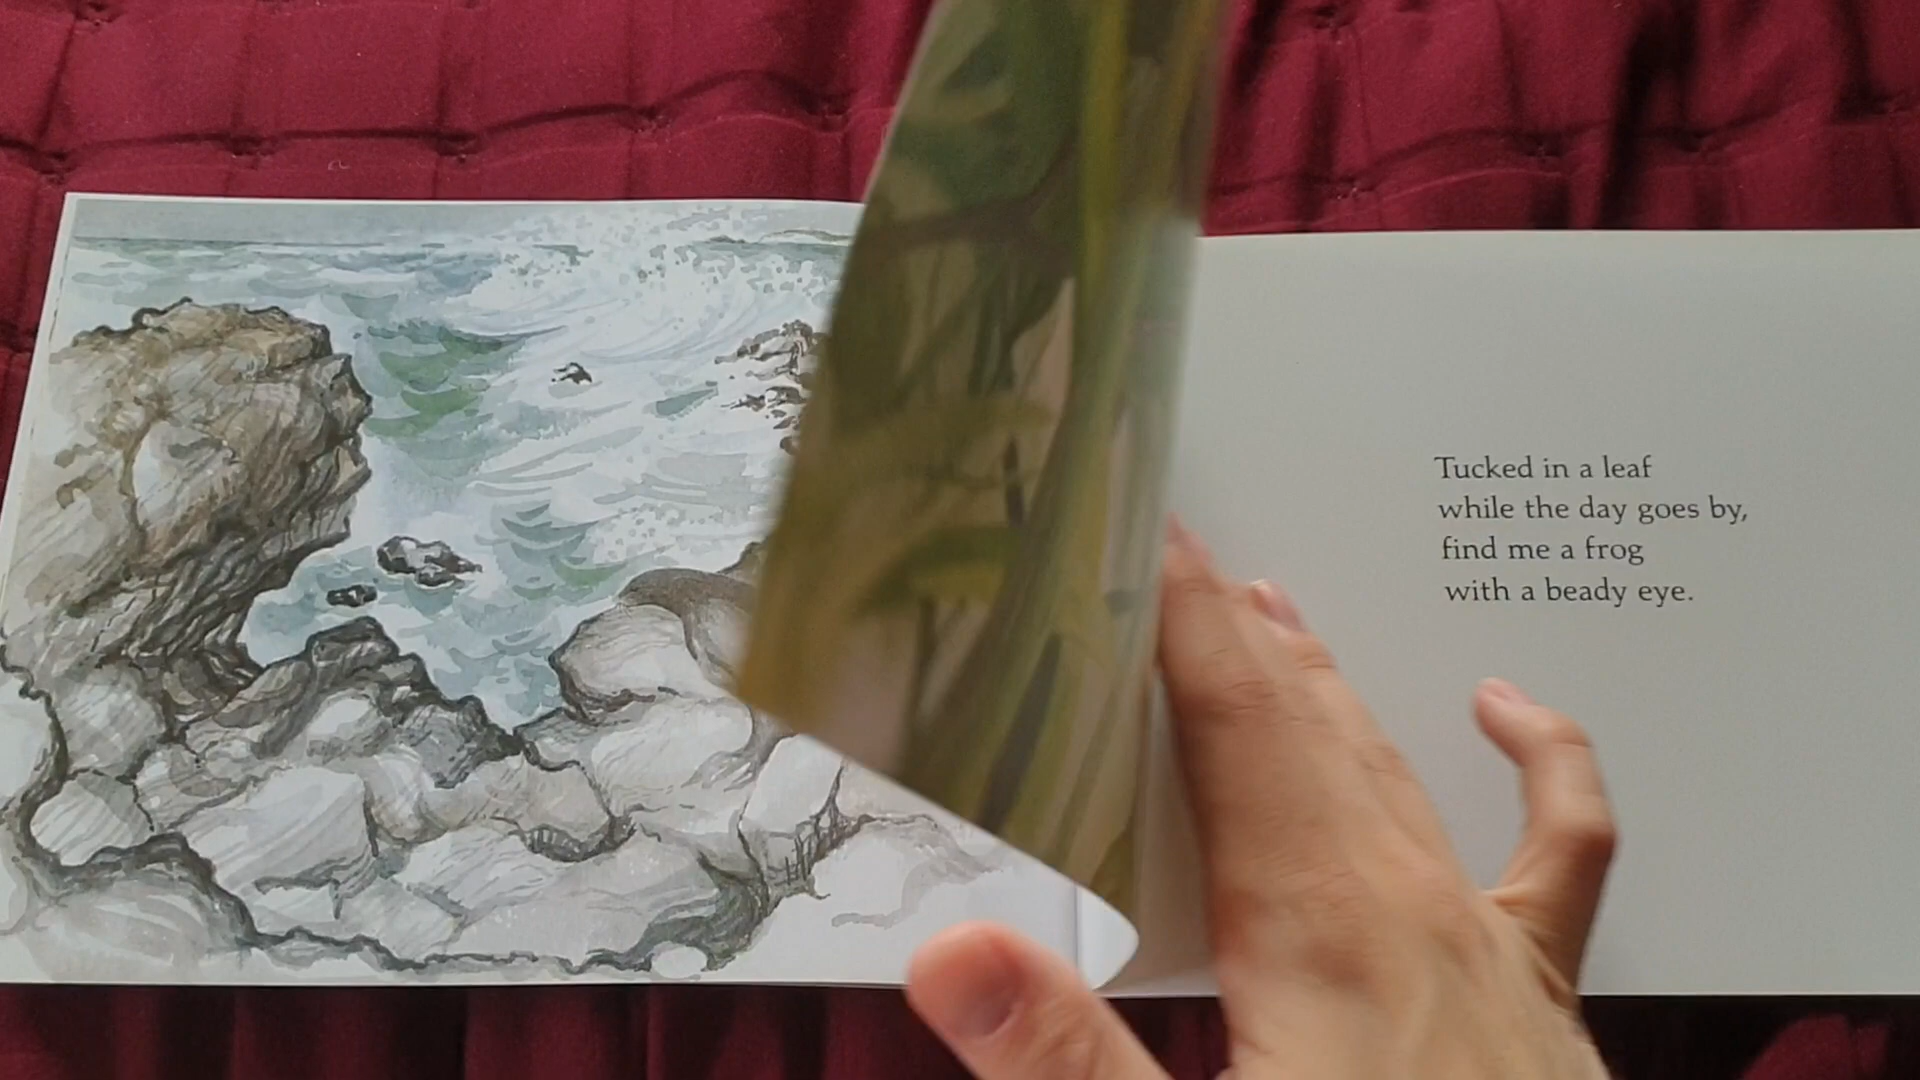 Tucked in a leaf
while the day goes by,
find me a frog
with a beady eye.